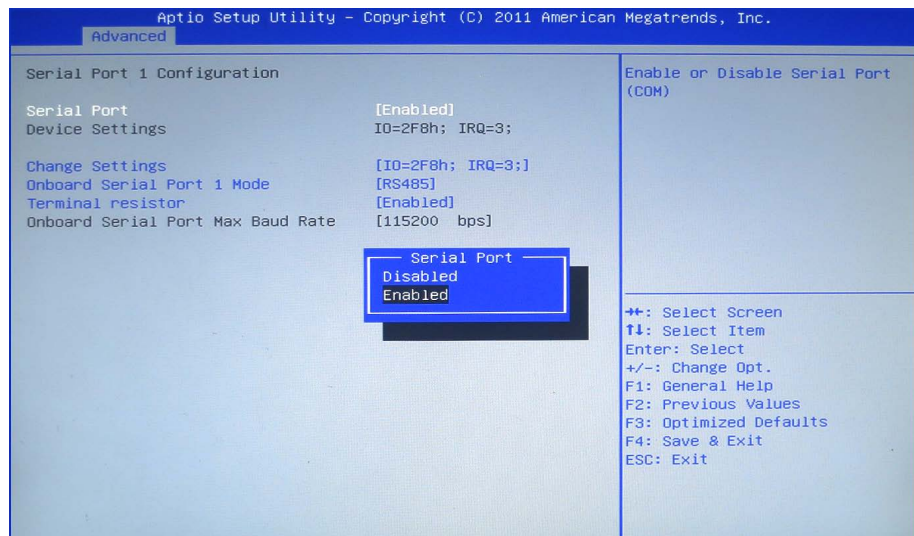 Aptio Setup Utility – Copyright (C) 2011 American Megatrends, Inc.
Advanced
Serial Port 1 Configuration
Serial Port [Enabled]
Device Settings IO=2F8h; IRQ=3;
Change Settings [IO=2F8h; IRQ=3;]
Onboard Serial Port 1 Mode [RS485]
Terminal resistor [Enabled]
Onboard Serial Port Max Baud Rate [115200 bps]
Serial Port
Disabled
Enabled
Enable or Disable Serial Port
(COM)
→←: Select Screen
↑↓: Select Item
Enter: Select
+/-: Change Opt.
F1: General Help
F2: Previous Values
F3: Optimized Defaults
F4: Save & Exit
ESC: Exit